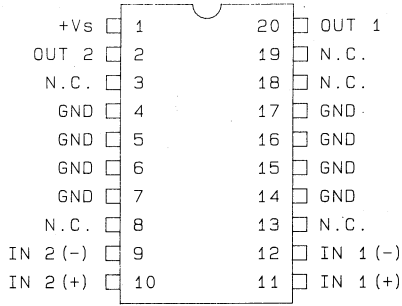 +Vs 1 20 OUT 1
OUT 2 2 19 N.C.
N.C. 3 18 N.C.
GND 4 17 GND
GND 5 16 GND
GND 6 15 GND
GND 7 14 GND
N.C. 8 13 N.C.
IN 2(-) 9 12 IN 1(-)
IN 2(+) 10 11 IN 1(+)